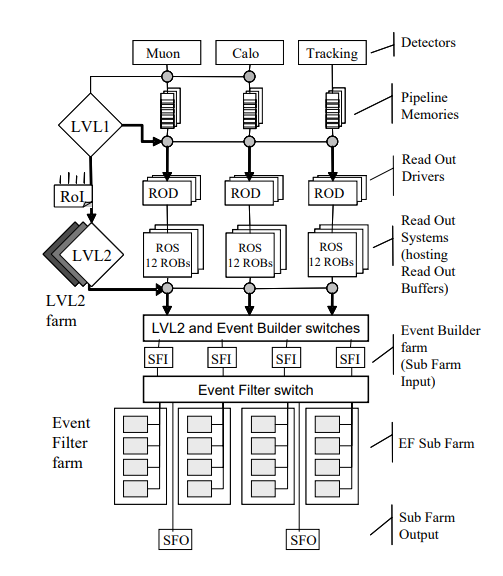 Muon
Calo
Tracking
Detectors
Pipeline
Memories
LVL1
Read Out
Drivers
RoI
ROD
ROD
ROD
Read Out
Systems
(hosting
Read Out
Buffers)
LVL2
ROS
12 ROBs
ROS
12 ROBs
ROS
12 ROBs
LVL2
farm
LVL2 and Event Builder switches
Event Builder
farm
(Sub Farm
Input)
SFI
SFI
SFI
SFI
Event Filter switch
Event
Filter
farm
EF Sub Farm
Sub Farm
Output
SFO
SFO